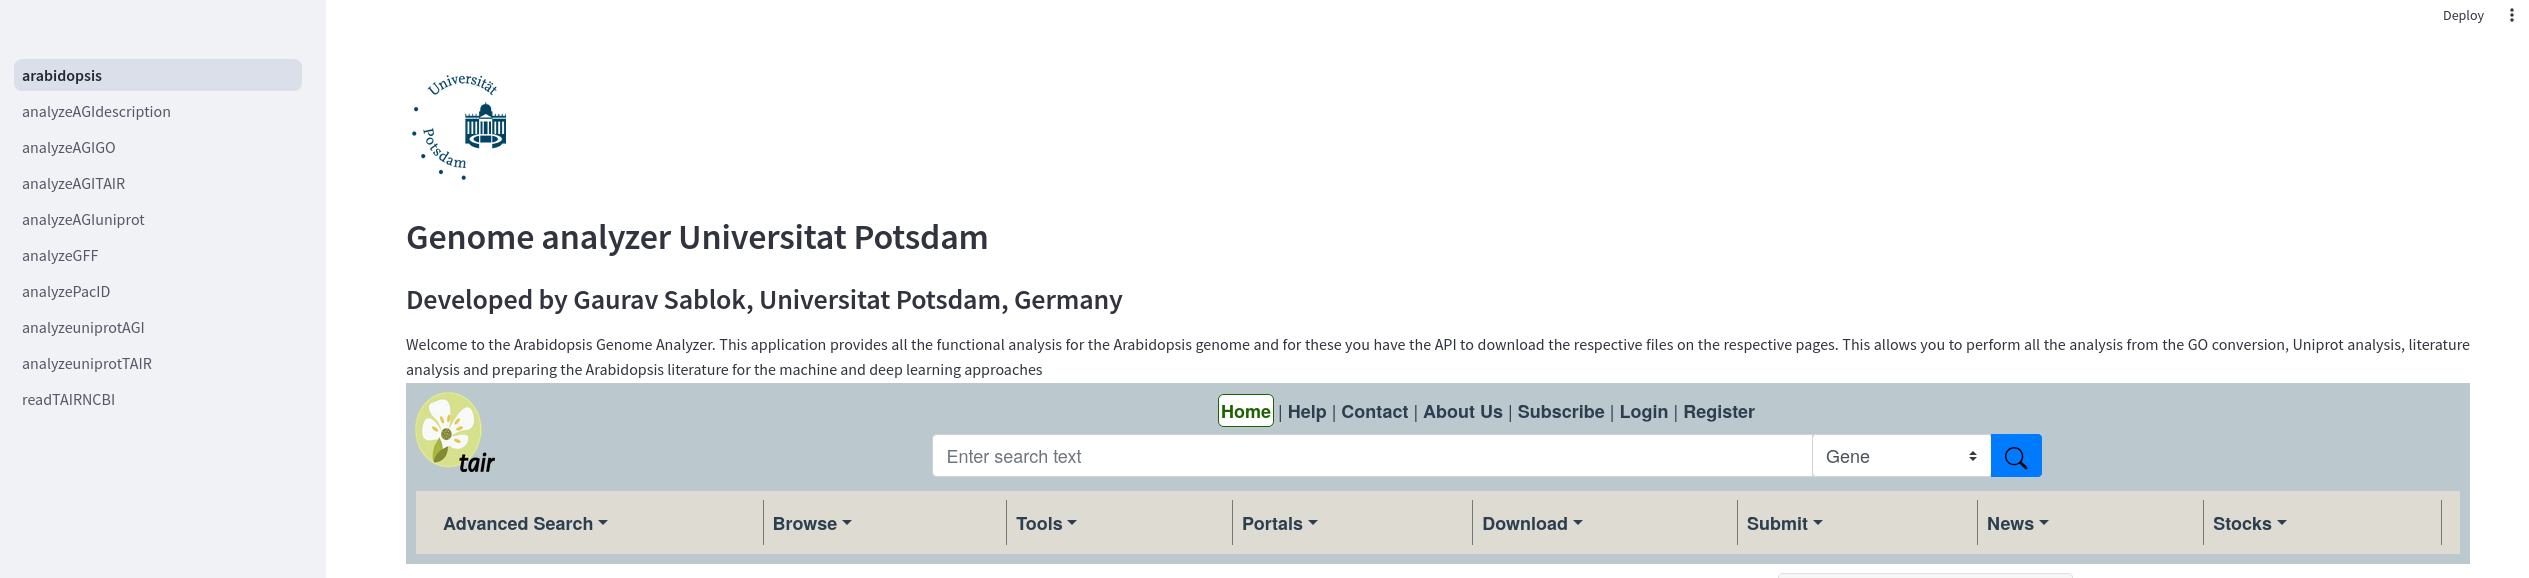 Deploy
arabidopsis
analyzeAGIdescription
analyzeAGIGO
analyzeAGITAIR
analyzeAGIuniprot
analyzeGFF
analyzePacID
analyzeuniprotAGI
analyzeuniprotTAIR
readTAIRNCBI
Universität
Potsdam
Genome analyzer Universitat Potsdam
Developed by Gaurav Sablok, Universitat Potsdam, Germany
Welcome to the Arabidopsis Genome Analyzer. This application provides all the functional analysis for the Arabidopsis genome and for these you have the API to download the respective files on the respective pages. This allows you to perform all the analysis from the GO conversion, Uniprot analysis, literature
analysis and preparing the Arabidopsis literature for the machine and deep learning approaches
tair
Home | Help | Contact | About Us | Subscribe | Login | Register
Enter search text Gene
Advanced Search Browse Tools Portals Download Submit News Stocks